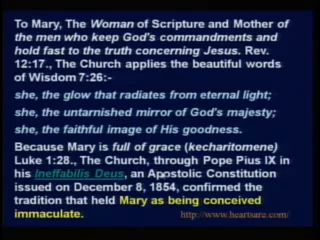 To Mary, The Woman of Scripture and Mother of
the men who keep God's commandments and
hold fast to the truth concerning Jesus. Rev.
12:17., The Church applies the beautiful words
of Wisdom 7:26:-
she, the glow that radiates from eternal light;
she, the untarnished mirror of God's majesty;
she, the faithful image of His goodness.
Because Mary is full of grace (kecharitomene)
Luke 1:28., The Church, through Pope Pius IX in
his Ineffabilis Deus, an Apostolic Constitution
issued on December 8, 1854, confirmed the
tradition that held Mary as being conceived
immaculate.
http://www.heartsare.com/